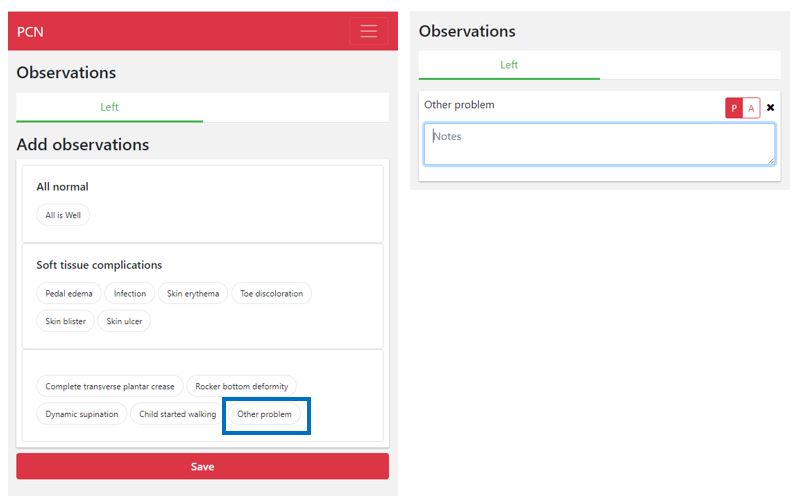 PCN
Observations
Left
Add observations
All normal
All is Well
Soft tissue complications
Pedal edema Infection Skin erythema Toe discoloration
Skin blister Skin ulcer
Complete transverse plantar crease Rocker bottom deformity
Dynamic supination Child started walking Other problem
Save
Observations
Left
Other problem P A ✖
Notes